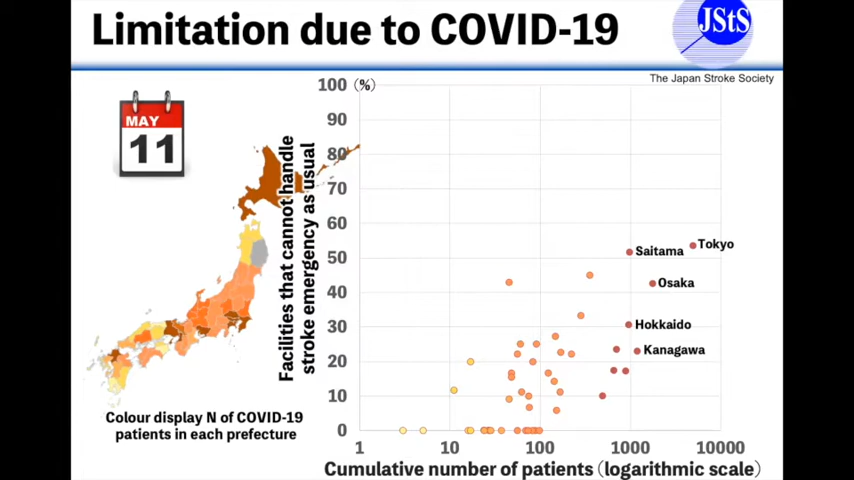 Limitation due to COVID-19
JStS
The Japan Stroke Society
MAY
11
Facilities that cannot handle
stroke emergency as usual
100 (%)
90
80
70
60
50
40
30
20
10
0
Tokyo
Saitama
Osaka
Hokkaido
Kanagawa
1 10 100 1000 10000
Cumulative number of patients (logarithmic scale)
Colour display N of COVID-19
patients in each prefecture